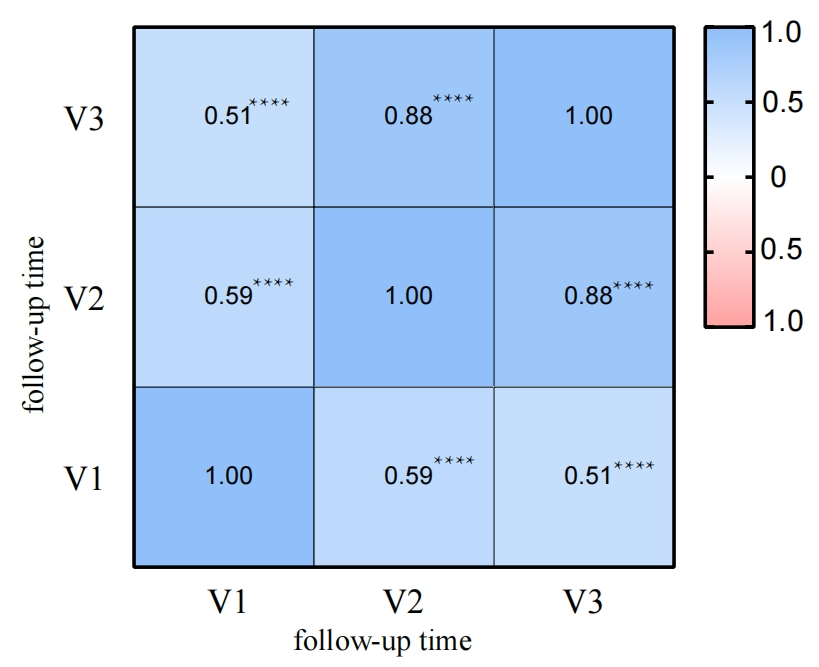 V3 0.51**** 0.88**** 1.00
V2 0.59**** 1.00 0.88****
V1 1.00 0.59**** 0.51****
V1 V2 V3
follow-up time
follow-up time
1.0
0.5
0
0.5
1.0